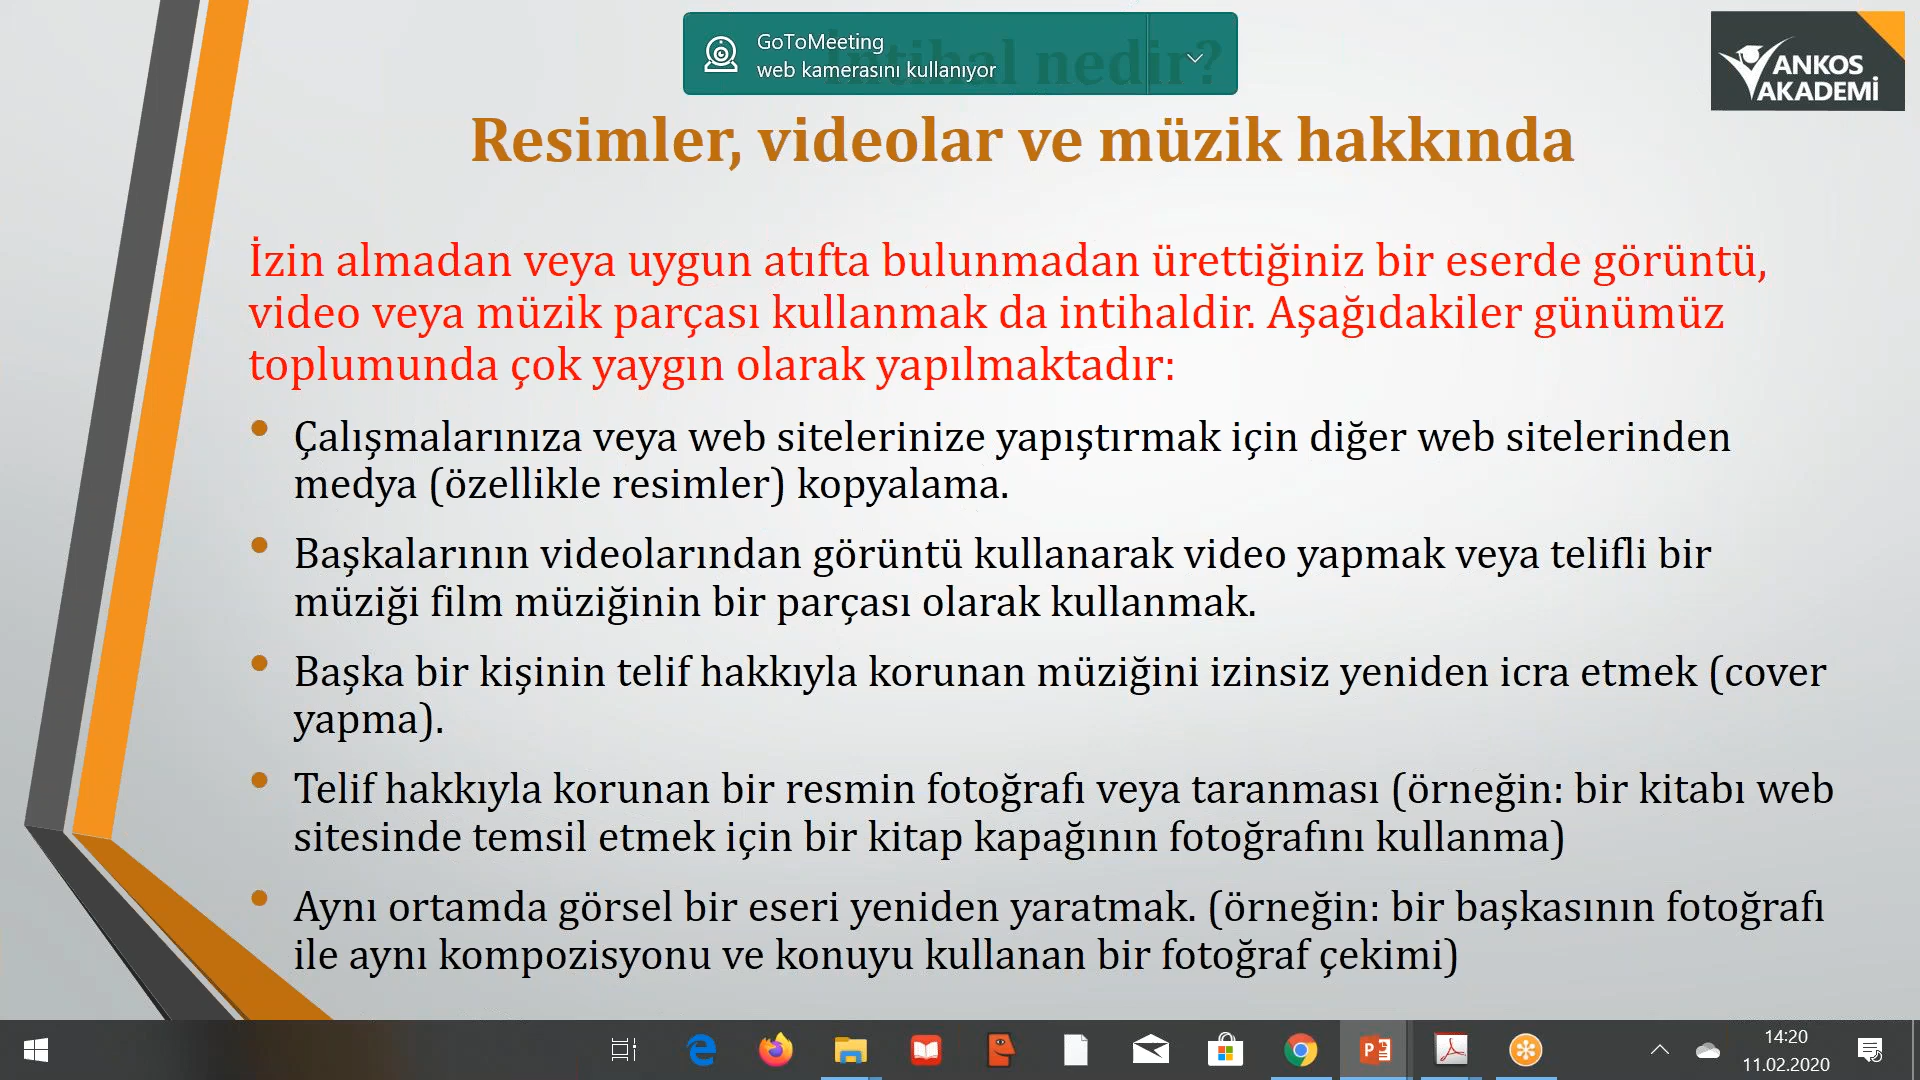 GoToMeeting
web kamerasını kullanıyor
İntihal nedir?
ANKOS
AKADEMİ
Resimler, videolar ve müzik hakkında
İzin almadan veya uygun atıfta bulunmadan ürettiğiniz bir eserde görüntü,
video veya müzik parçası kullanmak da intihaldir. Aşağıdakiler günümüz
toplumunda çok yaygın olarak yapılmaktadır:
• Çalışmalarınıza veya web sitelerinize yapıştırmak için diğer web sitelerinden
medya (özellikle resimler) kopyalama.
• Başkalarının videolarından görüntü kullanarak video yapmak veya telifli bir
müziği film müziğinin bir parçası olarak kullanmak.
• Başka bir kişinin telif hakkıyla korunan müziğini izinsiz yeniden icra etmek (cover
yapma).
• Telif hakkıyla korunan bir resmin fotoğrafı veya taranması (örneğin: bir kitabı web
sitesinde temsil etmek için bir kitap kapağının fotoğrafını kullanma)
• Aynı ortamda görsel bir eseri yeniden yaratmak. (örneğin: bir başkasının fotoğrafı
ile aynı kompozisyonu ve konuyu kullanan bir fotoğraf çekimi)
14:20
11.02.2020